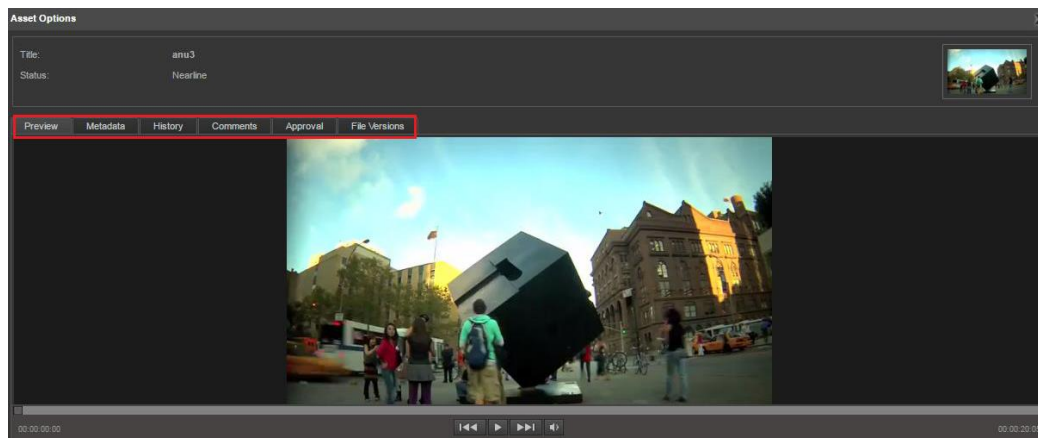 Asset Options
Title: anu3
Status: Nearline
Preview Metadata History Comments Approval File Versions
00:00:00:00 00:00:20:05